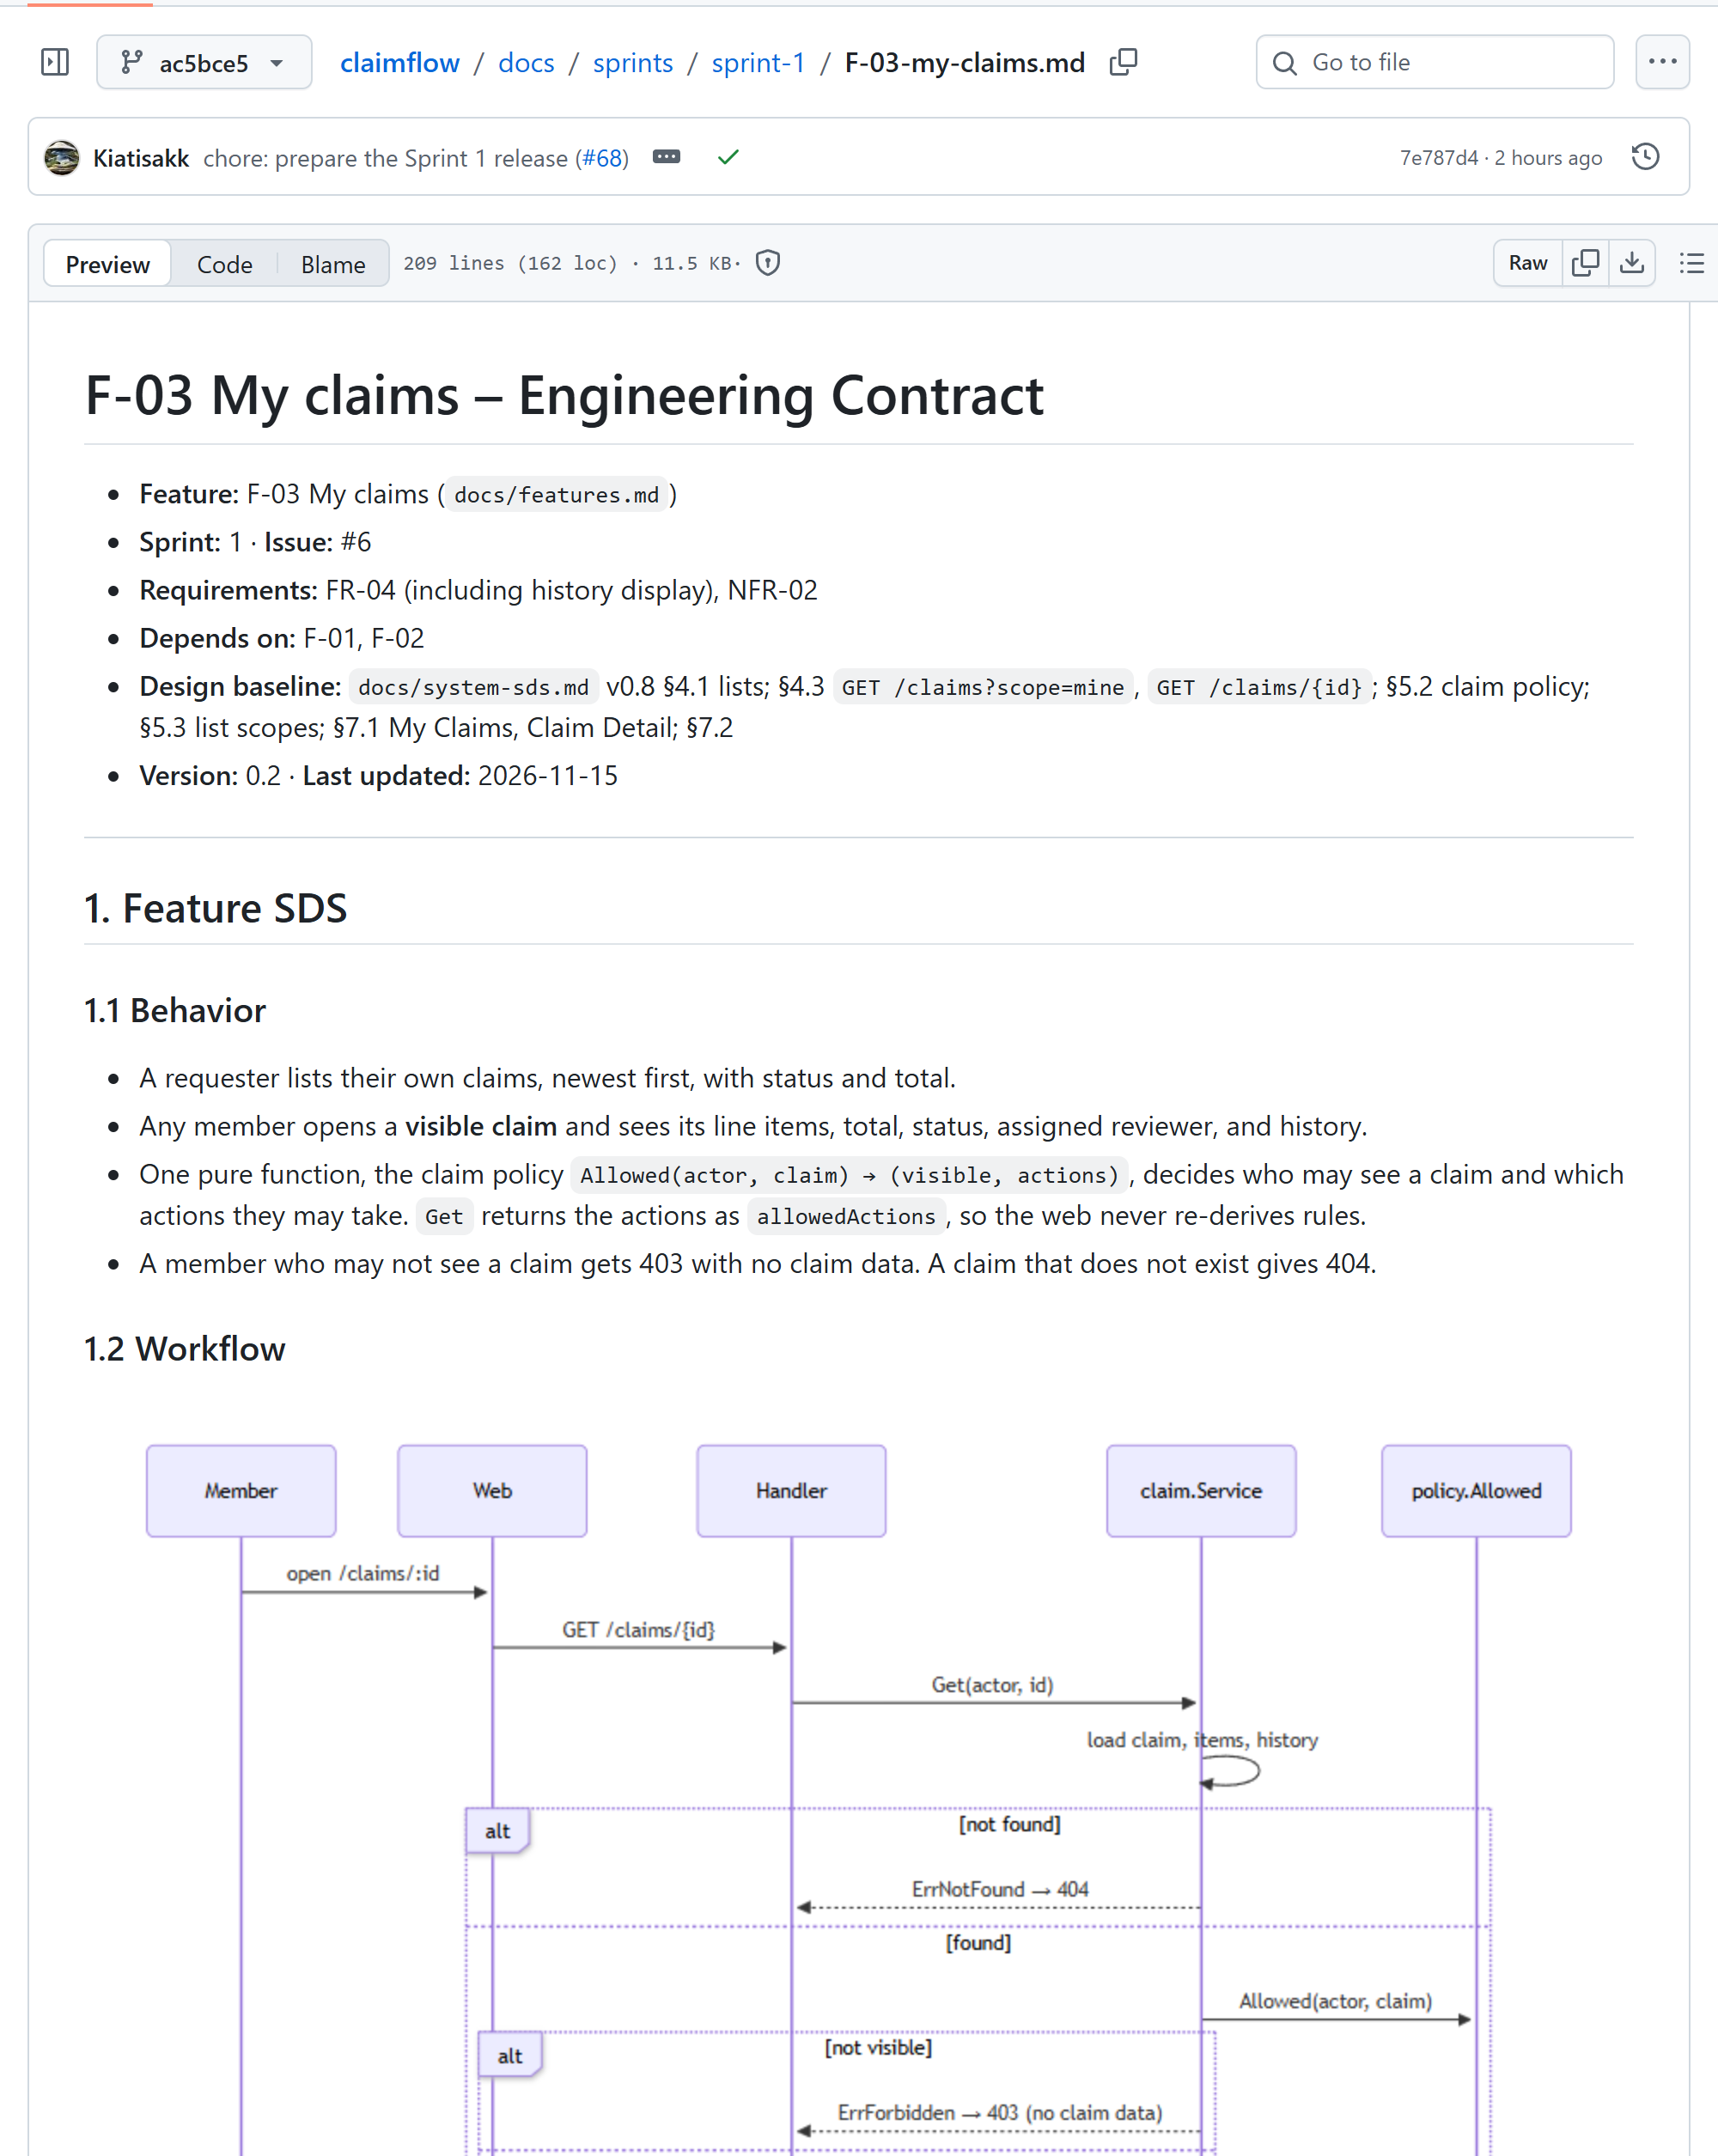 ac5bce5
claimflow / docs / sprints / sprint-1 / F-03-my-claims.md
Go to file
Kiatisakk chore: prepare the Sprint 1 release (#68)
7e787d4 · 2 hours ago
Preview Code Blame 209 lines (162 loc) · 11.5 KB·
Raw
F-03 My claims – Engineering Contract
• Feature: F-03 My claims (docs/features.md)
• Sprint: 1 · Issue: #6
• Requirements: FR-04 (including history display), NFR-02
• Depends on: F-01, F-02
• Design baseline: docs/system-sds.md v0.8 §4.1 lists; §4.3 GET /claims?scope=mine, GET /claims/{id}; §5.2 claim policy;
§5.3 list scopes; §7.1 My Claims, Claim Detail; §7.2
• Version: 0.2 · Last updated: 2026-11-15
1. Feature SDS
1.1 Behavior
• A requester lists their own claims, newest first, with status and total.
• Any member opens a visible claim and sees its line items, total, status, assigned reviewer, and history.
• One pure function, the claim policy Allowed(actor, claim) → (visible, actions), decides who may see a claim and which
actions they may take. Get returns the actions as allowedActions, so the web never re-derives rules.
• A member who may not see a claim gets 403 with no claim data. A claim that does not exist gives 404.
1.2 Workflow
Member Web Handler claim.Service policy.Allowed
open /claims/:id
GET /claims/{id}
Get(actor, id)
load claim, items, history
alt [not found]
ErrNotFound → 404
[found]
Allowed(actor, claim)
alt [not visible]
ErrForbidden → 403 (no claim data)